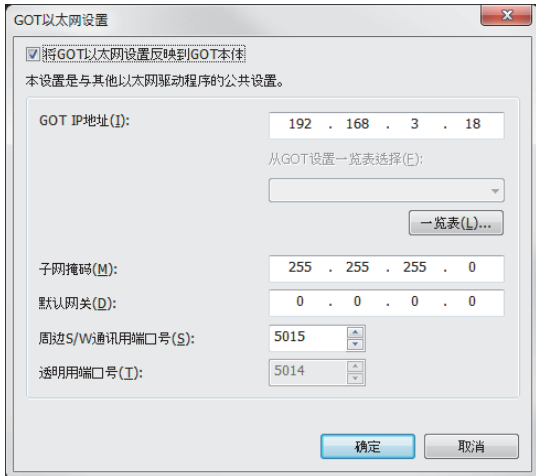 GOT以太网设置
将GOT以太网设置反映到GOT本体
本设置是与其他以太网驱动程序的公共设置。
GOT IP地址(I): 192 . 168 . 3 . 18
从GOT设置一览表选择(F):
一览表(L)...
子网掩码(M): 255 . 255 . 255 . 0
默认网关(D): 0 . 0 . 0 . 0
周边S/W通讯用端口号(S): 5015
透明用端口号(T): 5014
确定 取消